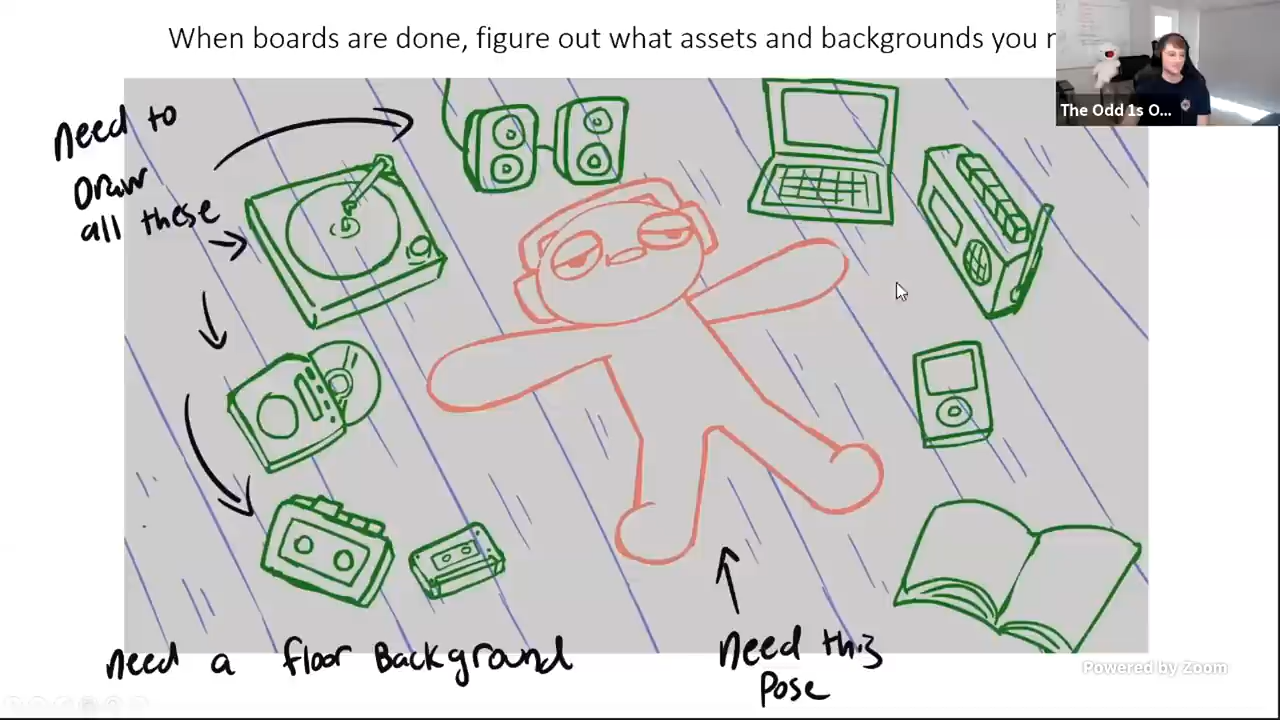 When boards are done, figure out what assets and backgrounds you
The Odd 1s O...
need to
Draw
all these
need a floor Background
need this
pose
Powered by Zoom